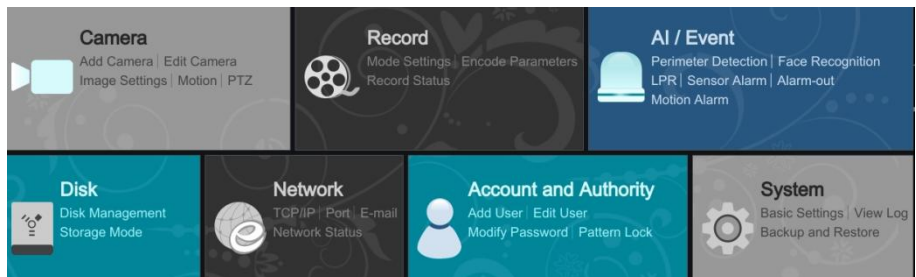 Camera
Add Camera | Edit Camera
Image Settings | Motion | PTZ
Record
Mode Settings | Encode Parameters
Record Status
AI / Event
Perimeter Detection | Face Recognition
LPR | Sensor Alarm | Alarm-out
Motion Alarm
Disk
Disk Management
Storage Mode
Network
TCP/IP | Port | E-mail
Network Status
Account and Authority
Add User | Edit User
Modify Password | Pattern Lock
System
Basic Settings | View Log
Backup and Restore